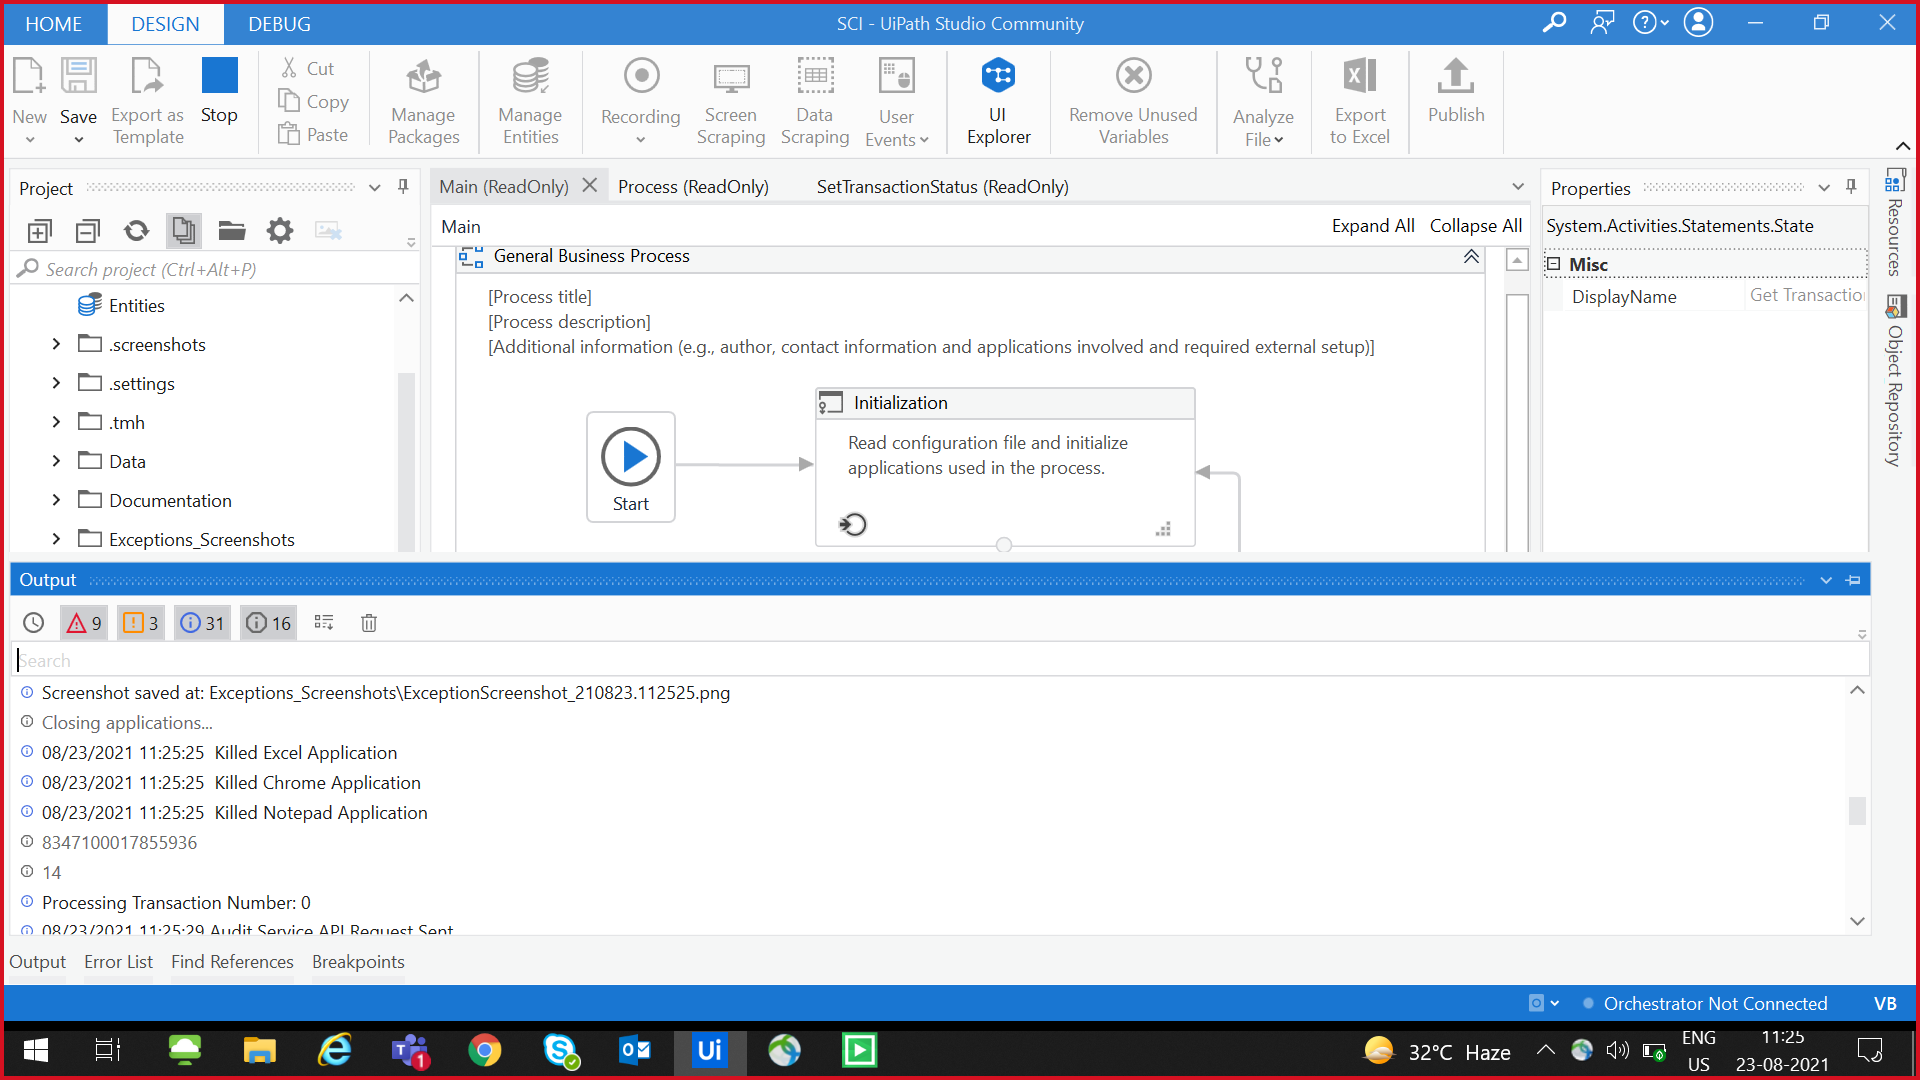 HOME DESIGN DEBUG SCI - UiPath Studio Community
New Save Export as Template Stop Cut Copy Paste Manage Packages Manage Entities Recording Screen Scraping Data Scraping User Events UI Explorer Remove Unused Variables Analyze File Export to Excel Publish
Project
Search project (Ctrl+Alt+P)
Entities
.screenshots
.settings
.tmh
Data
Documentation
Exceptions_Screenshots
Main (ReadOnly) Process (ReadOnly) SetTransactionStatus (ReadOnly)
Main Expand All Collapse All
General Business Process
[Process title]
[Process description]
[Additional information (e.g., author, contact information and applications involved and required external setup)]
Start
Initialization
Read configuration file and initialize
applications used in the process.
Properties
System.Activities.Statements.State
Misc
DisplayName Get Transactio
Resources
Object Repository
Output
9 3 31 16
Search
Screenshot saved at: Exceptions_Screenshots\ExceptionScreenshot_210823.112525.png
Closing applications...
08/23/2021 11:25:25 Killed Excel Application
08/23/2021 11:25:25 Killed Chrome Application
08/23/2021 11:25:25 Killed Notepad Application
8347100017855936
14
Processing Transaction Number: 0
08/23/2021 11:25:29 Audit Service API Request Sent
Output Error List Find References Breakpoints
Orchestrator Not Connected VB
Ui 1 32°C Haze ENG US 11:25 23-08-2021